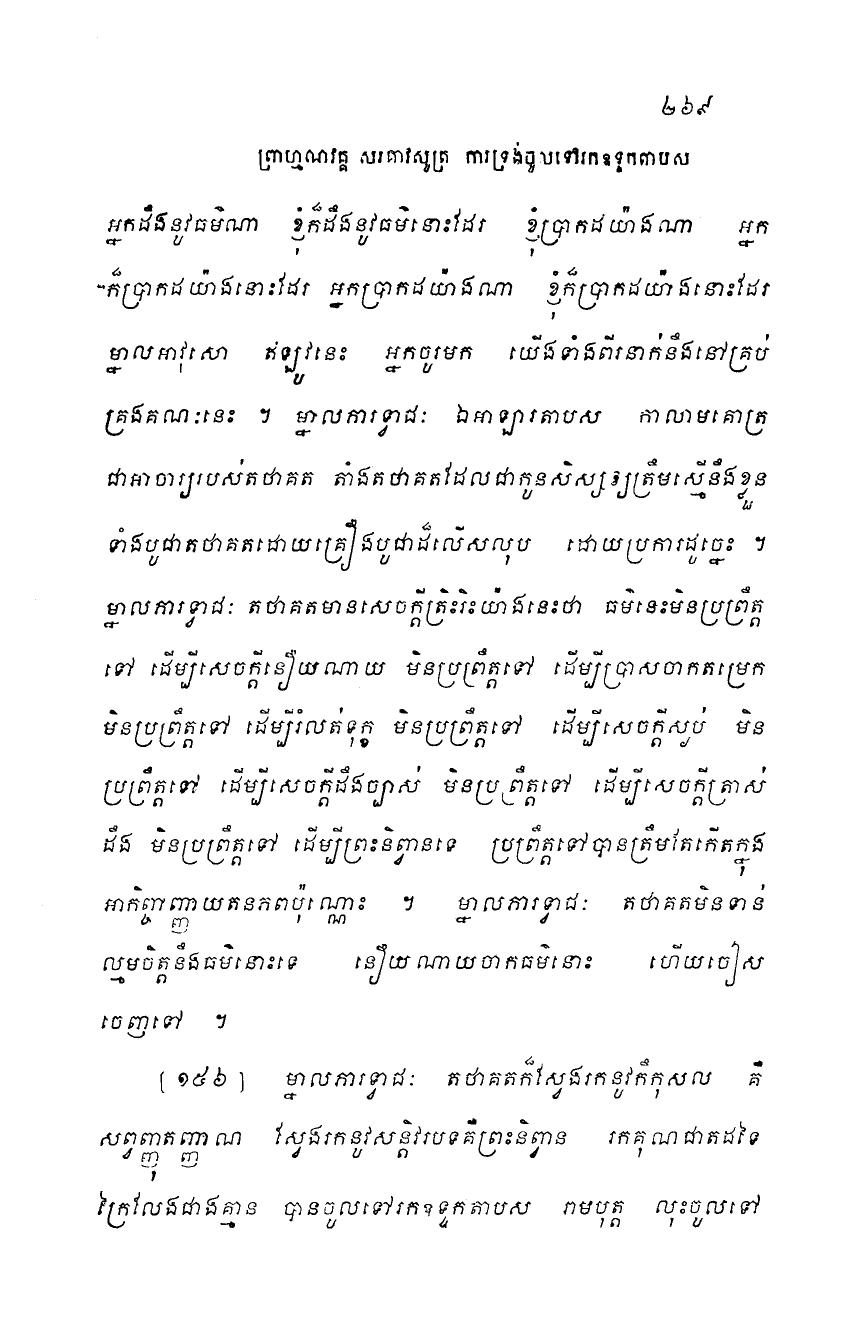 ២៦៩
ព្រាហ្មណវគ្គ សគារវសូត្រ ការទ្រង់ចូលទៅរកឧទ្ទកតាបស
អ្នកដឹងនូវធម៌ណា ខ្ញុំក៏ដឹងនូវធម៌នោះដែរ ខ្ញុំប្រាកដយ៉ាងណា អ្នក
ក៏ប្រាកដយ៉ាងនោះដែរ អ្នកប្រាកដយ៉ាងណា ខ្ញុំក៏ប្រាកដយ៉ាងនោះដែរ
ម្នាលអាវុសោ ឥឡូវនេះ អ្នកចូរមក យើងទាំងពីរនាក់នឹងនៅគ្រប់
គ្រងគណៈនេះ ។ ម្នាលភារទ្វាជៈ ឯអាឡារតាបស កាលាមគោត្រ
ជាអាចារ្យរបស់តថាគត តាំងតថាគតដែលជាកូនសិស្សឲ្យត្រឹមស្មើនឹងខ្លួន
ទាំងបូជាតថាគតដោយគ្រឿងបូជាដ៏លើសលុប ដោយប្រការដូច្នេះ ។
ម្នាលភារទ្វាជៈ តថាគតមានសេចក្តីត្រិះរិះយ៉ាងនេះថា ធម៌នេះមិនប្រព្រឹត្ត
ទៅ ដើម្បីសេចក្តីនឿយណាយ មិនប្រព្រឹត្តទៅ ដើម្បីប្រាសចាកតម្រេក
មិនប្រព្រឹត្តទៅ ដើម្បីរំលត់ទុក្ខ មិនប្រព្រឹត្តទៅ ដើម្បីសេចក្តីស្ងប់ មិន
ប្រព្រឹត្តទៅ ដើម្បីសេចក្តីដឹងច្បាស់ មិនប្រព្រឹត្តទៅ ដើម្បីសេចក្តីត្រាស់
ដឹង មិនប្រព្រឹត្តទៅ ដើម្បីព្រះនិព្វានទេ ប្រព្រឹត្តទៅបានត្រឹមតែកើតក្នុង
អាកិញ្ចញ្ញាយតនភពប៉ុណ្ណោះ ។ ម្នាលភារទ្វាជៈ តថាគតមិនទាន់
ល្មមចិត្តនឹងធម៌នោះទេ នឿយណាយចាកធម៌នោះ ហើយចៀស
ចេញទៅ ។
[ ១៥៦ ] ម្នាលភារទ្វាជៈ តថាគតក៏ស្វែងរកនូវកឹកុសល គឺ
សព្វញ្ញុតញ្ញាណ ស្វែងរកនូវសន្តិវរបទគឺព្រះនិព្វាន រកគុណជាតដទៃ
ក្រៃលែងជាងគ្មាន បានចូលទៅរកឧទ្ទកតាបស រាមបុត្ត លុះចូលទៅ